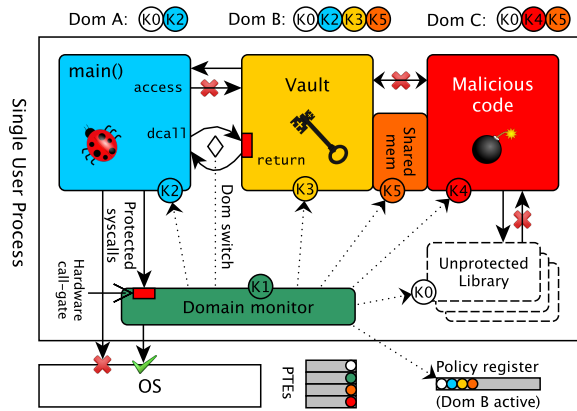 Dom A: K0 K2
Dom B: K0 K2 K3 K5
Dom C: K0 K4 K5
Single User Process
main()
access
dcall
Vault
return
Malicious
code
Shared
mem
K2
K3
K5
K4
Protected
syscalls
Dom switch
Hardware
call-gate
K1
Domain monitor
K0
Unprotected
Library
OS
PTEs
Policy register
(Dom B active)